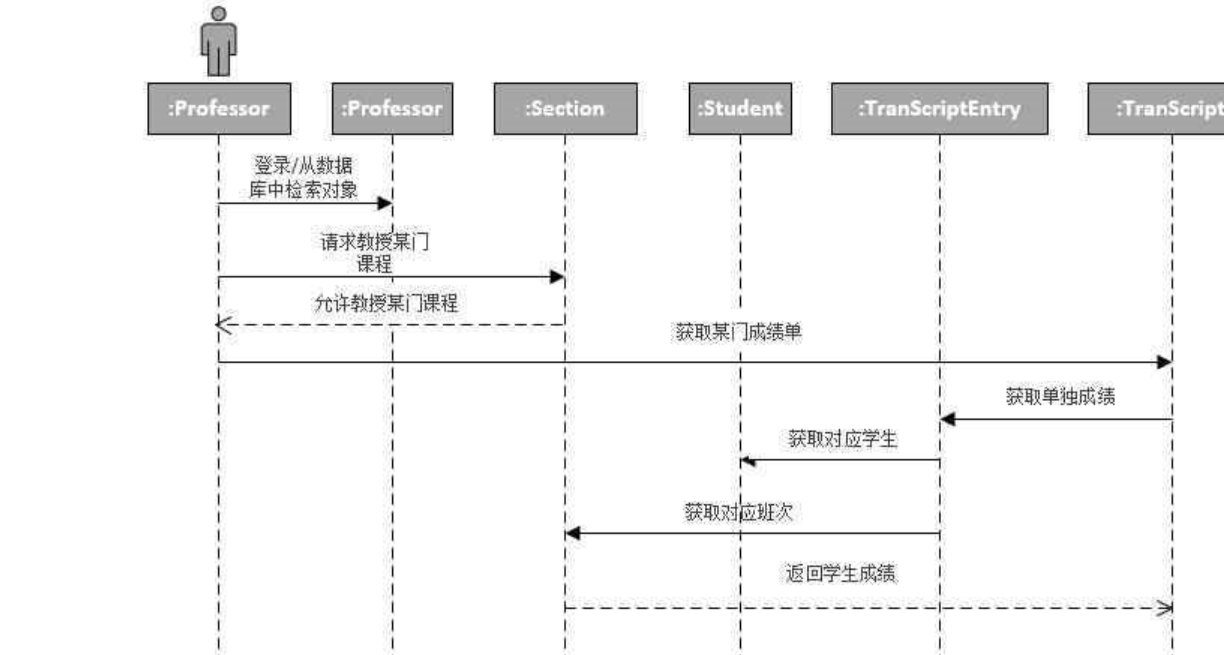 :Professor
:Professor
:Section
:Student
:TranScriptEntry
:TranScript
登录/从数据
库中检索对象
请求教授某门
课程
允许教授某门课程
获取某门成绩单
获取单独成绩
获取对应学生
获取对应班次
返回学生成绩